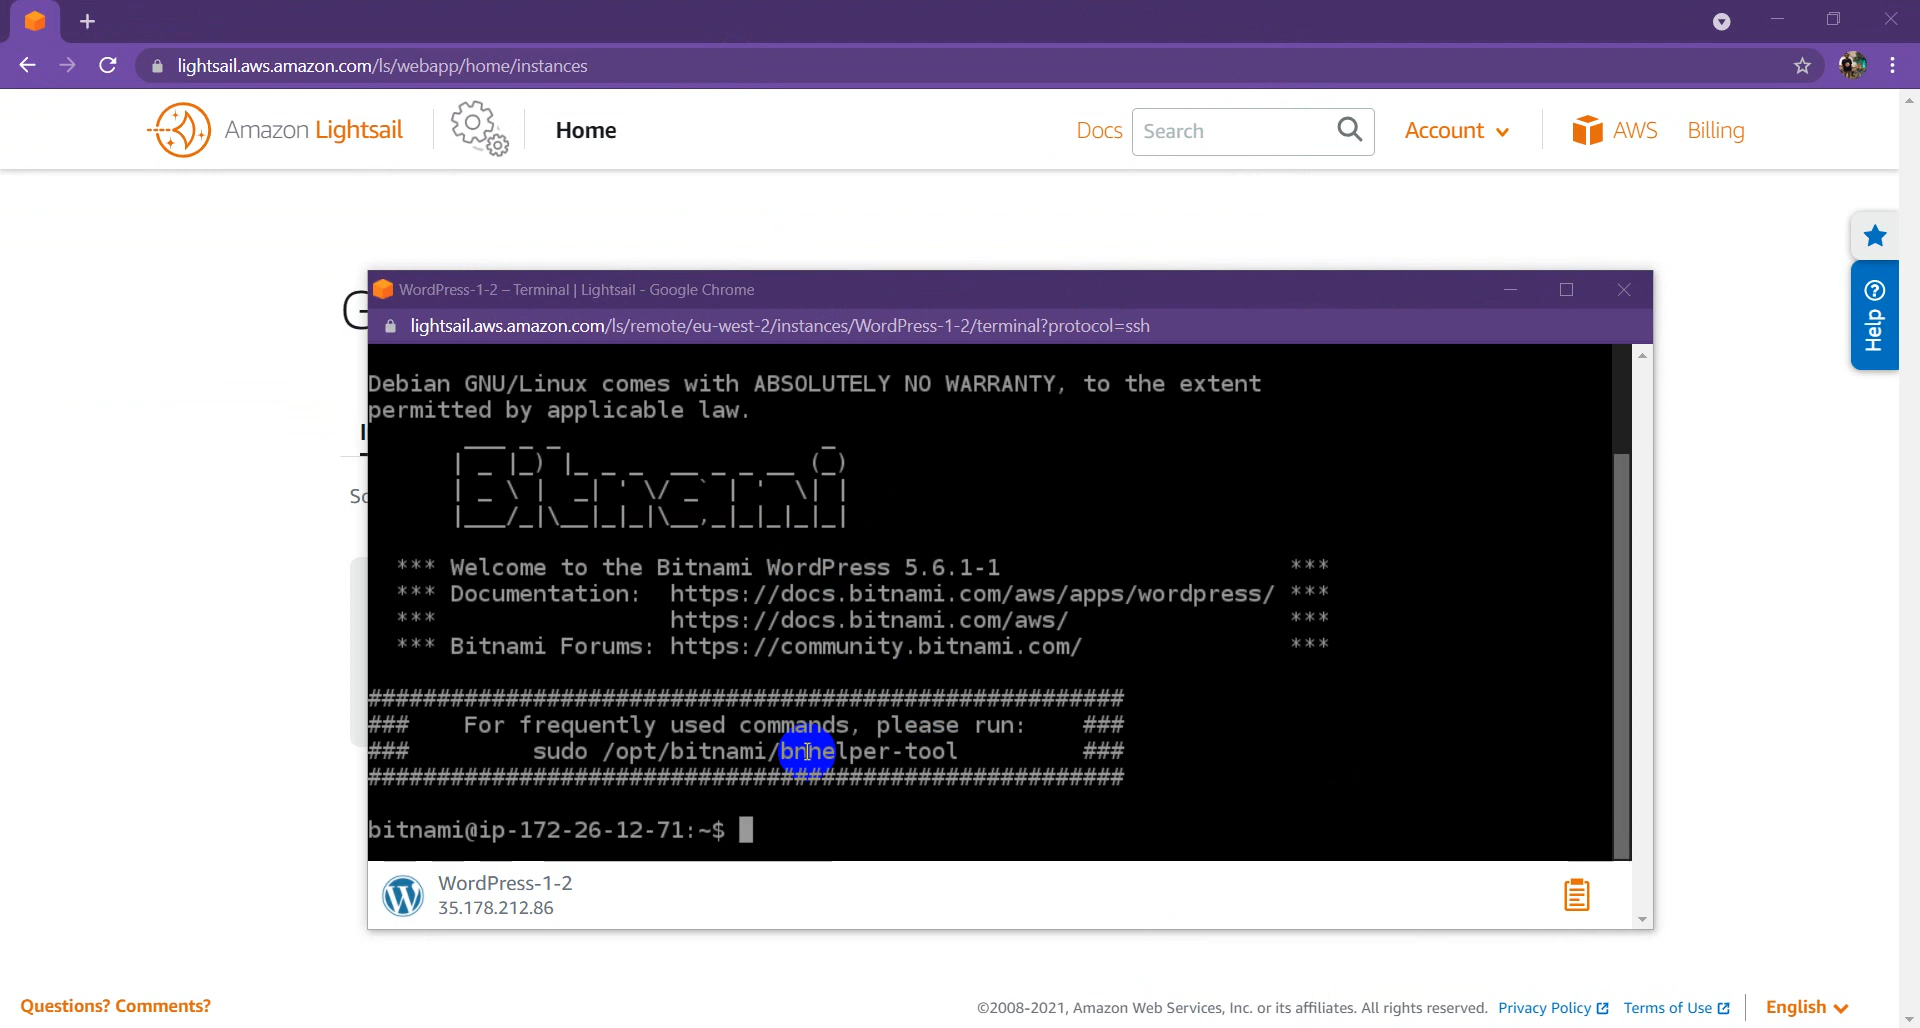 lightsail.aws.amazon.com/ls/webapp/home/instances
Amazon Lightsail
Home
Docs
Search
Account
AWS
Billing
Help
WordPress-1-2 – Terminal | Lightsail - Google Chrome
lightsail.aws.amazon.com/ls/remote/eu-west-2/instances/WordPress-1-2/terminal?protocol=ssh
Debian GNU/Linux comes with ABSOLUTELY NO WARRANTY, to the extent
permitted by applicable law.
Bitnami
*** Welcome to the Bitnami WordPress 5.6.1-1 ***
*** Documentation: https://docs.bitnami.com/aws/apps/wordpress/ ***
*** https://docs.bitnami.com/aws/ ***
*** Bitnami Forums: https://community.bitnami.com/ ***
#######################################################
### For frequently used commands, please run: ###
### sudo /opt/bitnami/bnhelper-tool ###
#######################################################
bitnami@ip-172-26-12-71:~$
WordPress-1-2
35.178.212.86
Questions? Comments?
©2008-2021, Amazon Web Services, Inc. or its affiliates. All rights reserved. Privacy Policy Terms of Use English